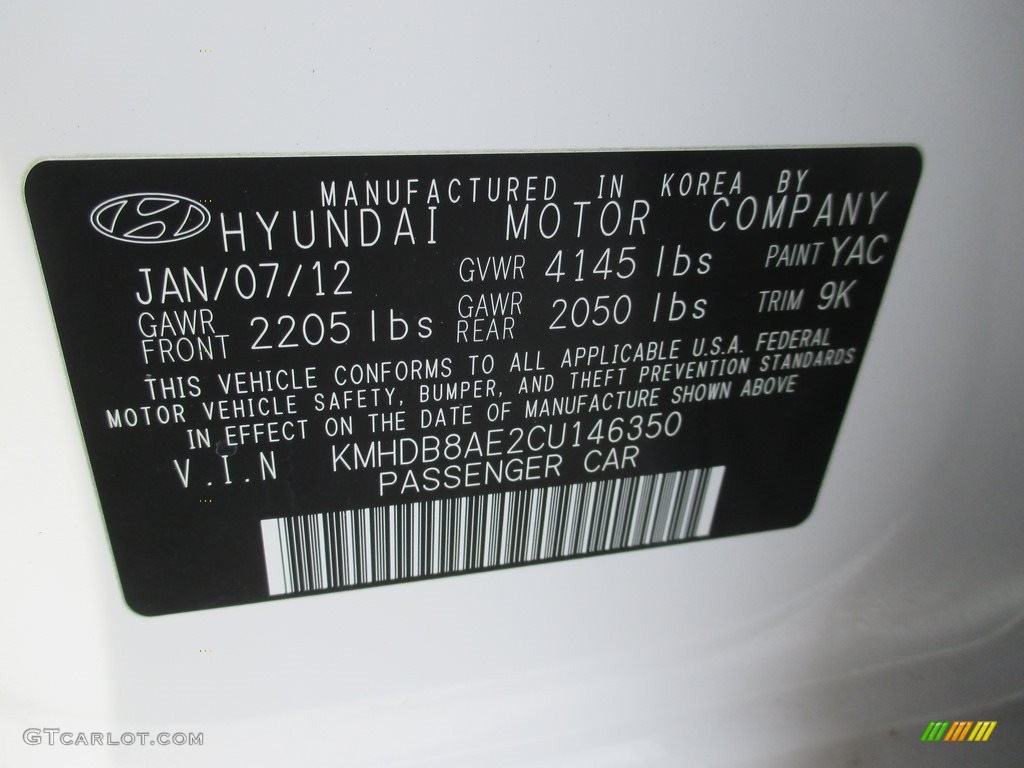 MANUFACTURED IN KOREA BY
HYUNDAI MOTOR COMPANY
JAN/07/12 GVWR 4145 lbs PAINT YAC
GAWR FRONT 2205 lbs GAWR REAR 2050 lbs TRIM 9K
THIS VEHICLE CONFORMS TO ALL APPLICABLE U.S.A. FEDERAL
MOTOR VEHICLE SAFETY, BUMPER, AND THEFT PREVENTION STANDARDS
IN EFFECT ON THE DATE OF MANUFACTURE SHOWN ABOVE
V.I.N KMHDB8AE2CU146350
PASSENGER CAR
GTCARLOT.COM